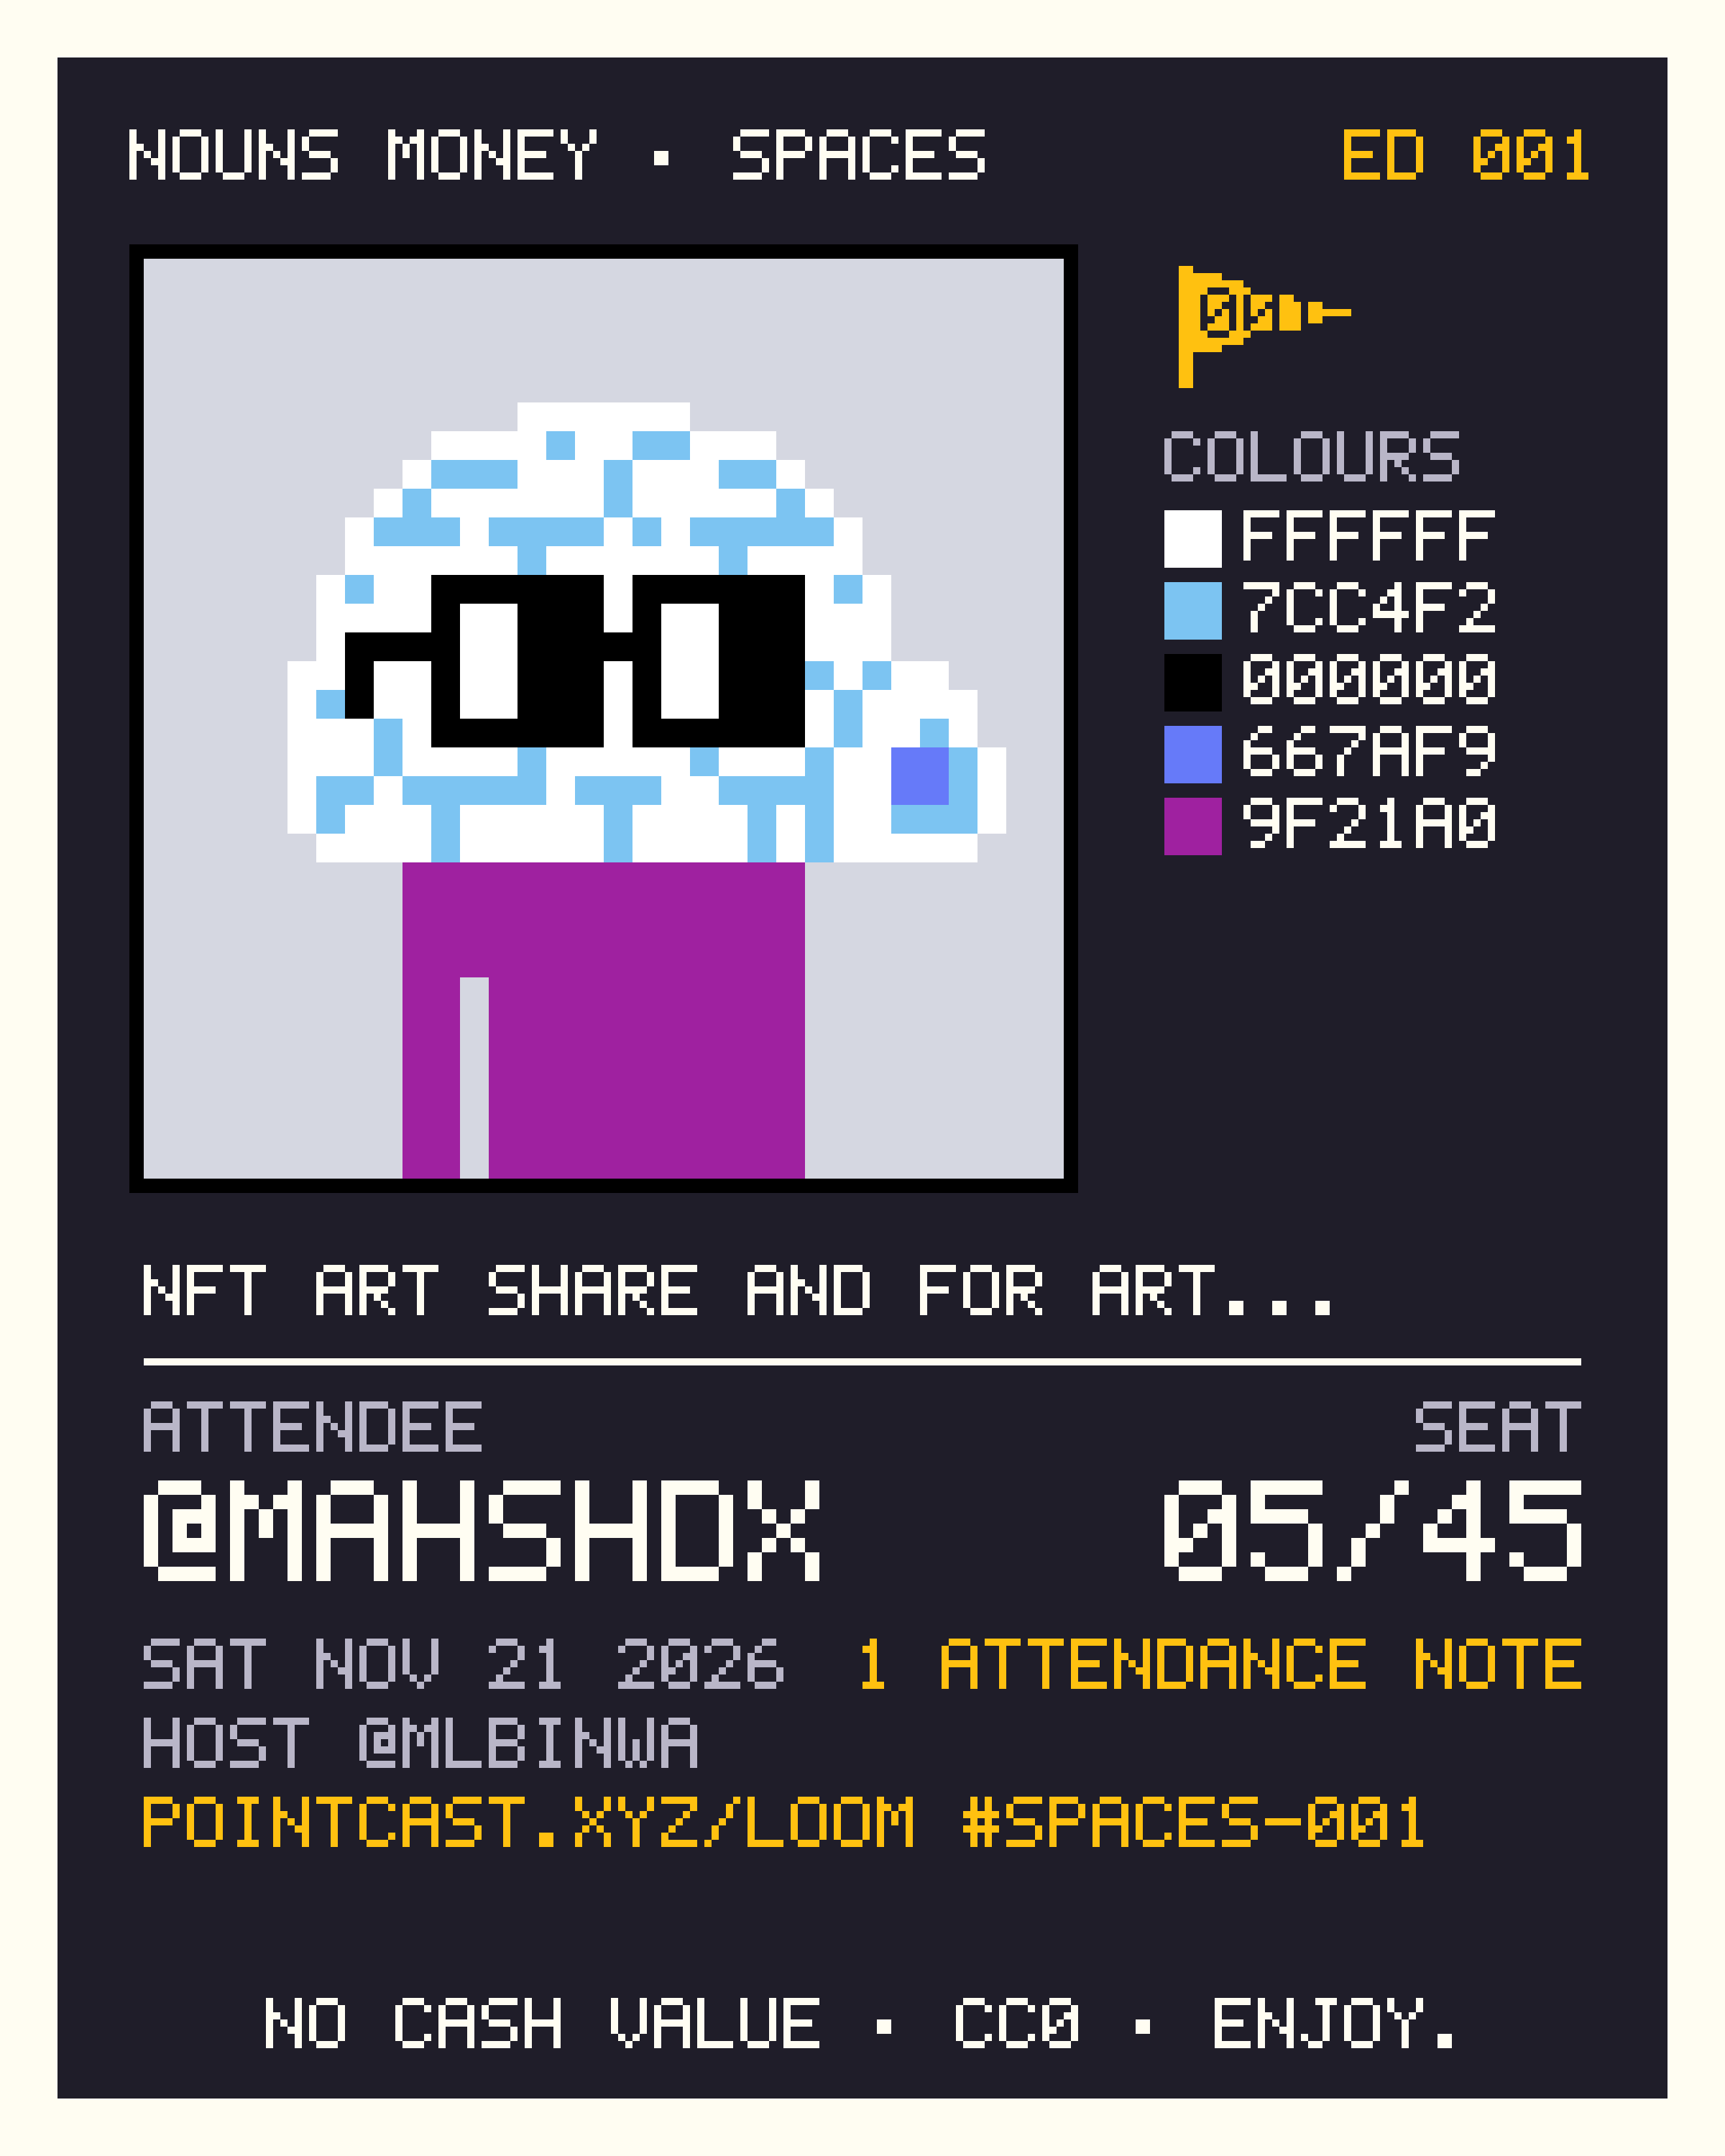 NOUNS MONEY · SPACES
ED 001
COLOURS
FFFFFF
7CC4F2
000000
667AF9
9F21A0
NFT ART SHARE AND FOR ART...
ATTENDEE
SEAT
@MAHSHDX
05/45
SAT NOV 21 2026
1 ATTENDANCE NOTE
HOST @MLBINWA
POINTCAST.XYZ/LOOM #SPACES-001
NO CASH VALUE · CC0 · ENJOY.